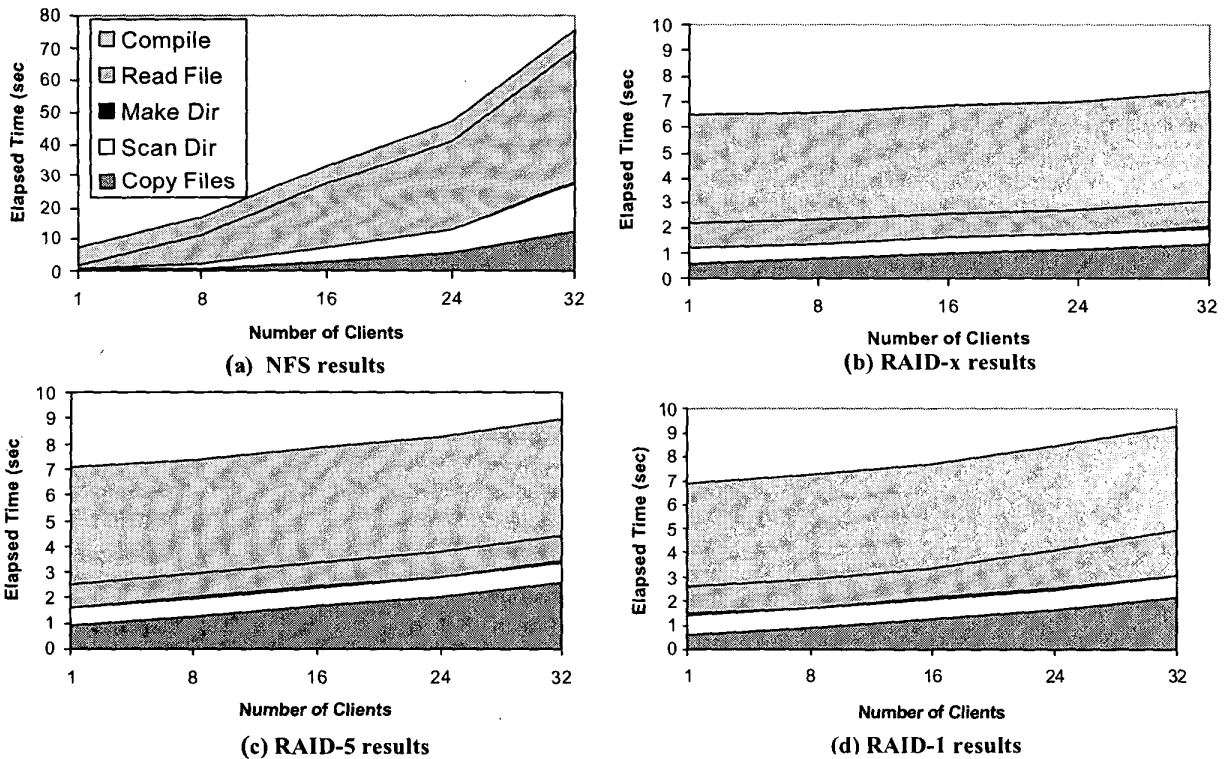 80
70
60
50
40
30
20
10
0
Elapsed Time (sec
Compile
Read File
Make Dir
Scan Dir
Copy Files
1 8 16 24 32
Number of Clients
(a) NFS results
10
9
8
7
6
5
4
3
2
1
0
Elapsed Time (sec
1 8 16 24 32
Number of Clients
(b) RAID-x results
10
9
8
7
6
5
4
3
2
1
0
Elapsed Time (sec
1 8 16 24 32
Number of Clients
(c) RAID-5 results
10
9
8
7
6
5
4
3
2
1
0
Elapsed Time (sec)
1 8 16 24 32
Number of Clients
(d) RAID-1 results